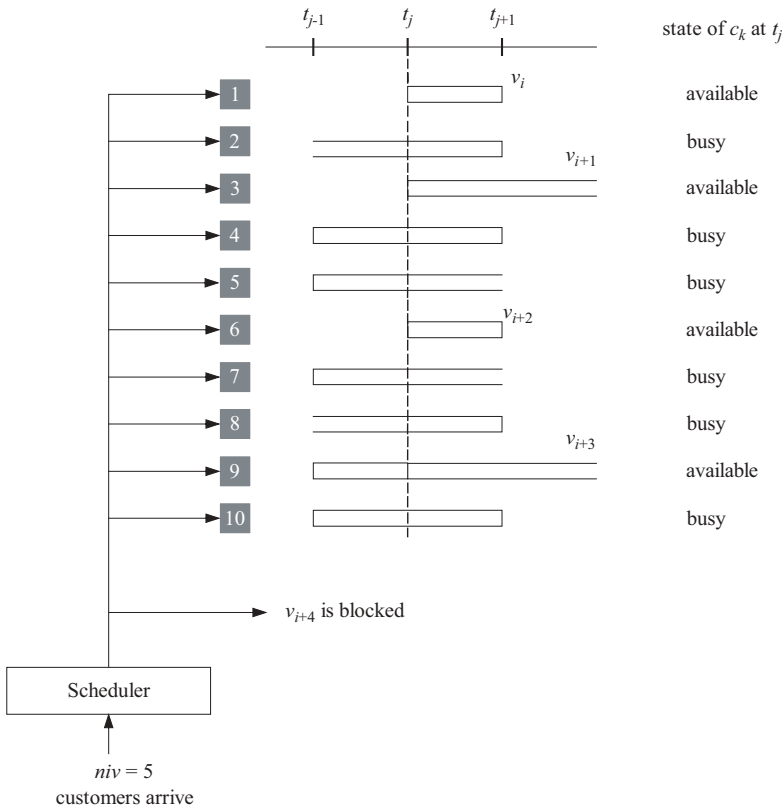 t_{j-1} t_j t_{j+1} state of c_k at t_j
1 v_i available
2 busy
3 v_{i+1} available
4 busy
5 busy
6 v_{i+2} available
7 busy
8 busy
9 v_{i+3} available
10 busy
v_{i+4} is blocked
Scheduler
niv = 5
customers arrive